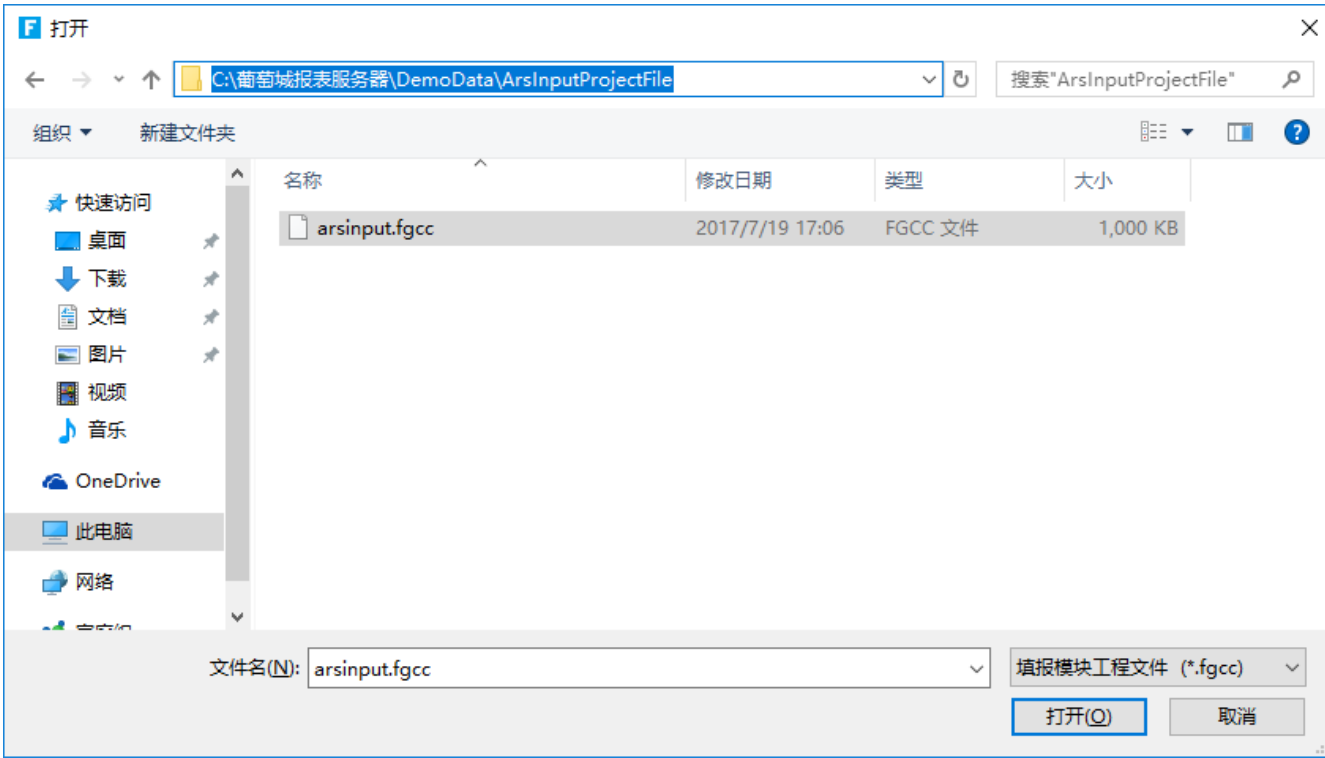 F 打开
C:\葡萄城报表服务器\DemoData\ArsInputProjectFile
搜索"ArsInputProjectFile"
组织
新建文件夹
?
名称 修改日期 类型 大小
快速访问
arsinput.fgcc 2017/7/19 17:06 FGCC 文件 1,000 KB
桌面
下载
文档
图片
视频
音乐
OneDrive
此电脑
网络
文件名(N): arsinput.fgcc 填报模块工程文件 (*.fgcc)
打开(O) 取消